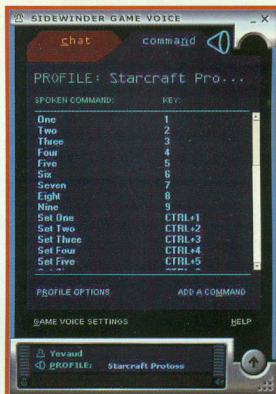 SIDEWINDER GAME VOICE
chat command
PROFILE: Starcraft Pro...
SPOKEN COMMAND: KEY:
One 1
Two 2
Three 3
Four 4
Five 5
Six 6
Seven 7
Eight 8
Nine 9
Set One CTRL+1
Set Two CTRL+2
Set Three CTRL+3
Set Four CTRL+4
Set Five CTRL+5
PROFILE OPTIONS ADD A COMMAND
GAME VOICE SETTINGS HELP
Yevaud
PROFILE: Starcraft Protoss